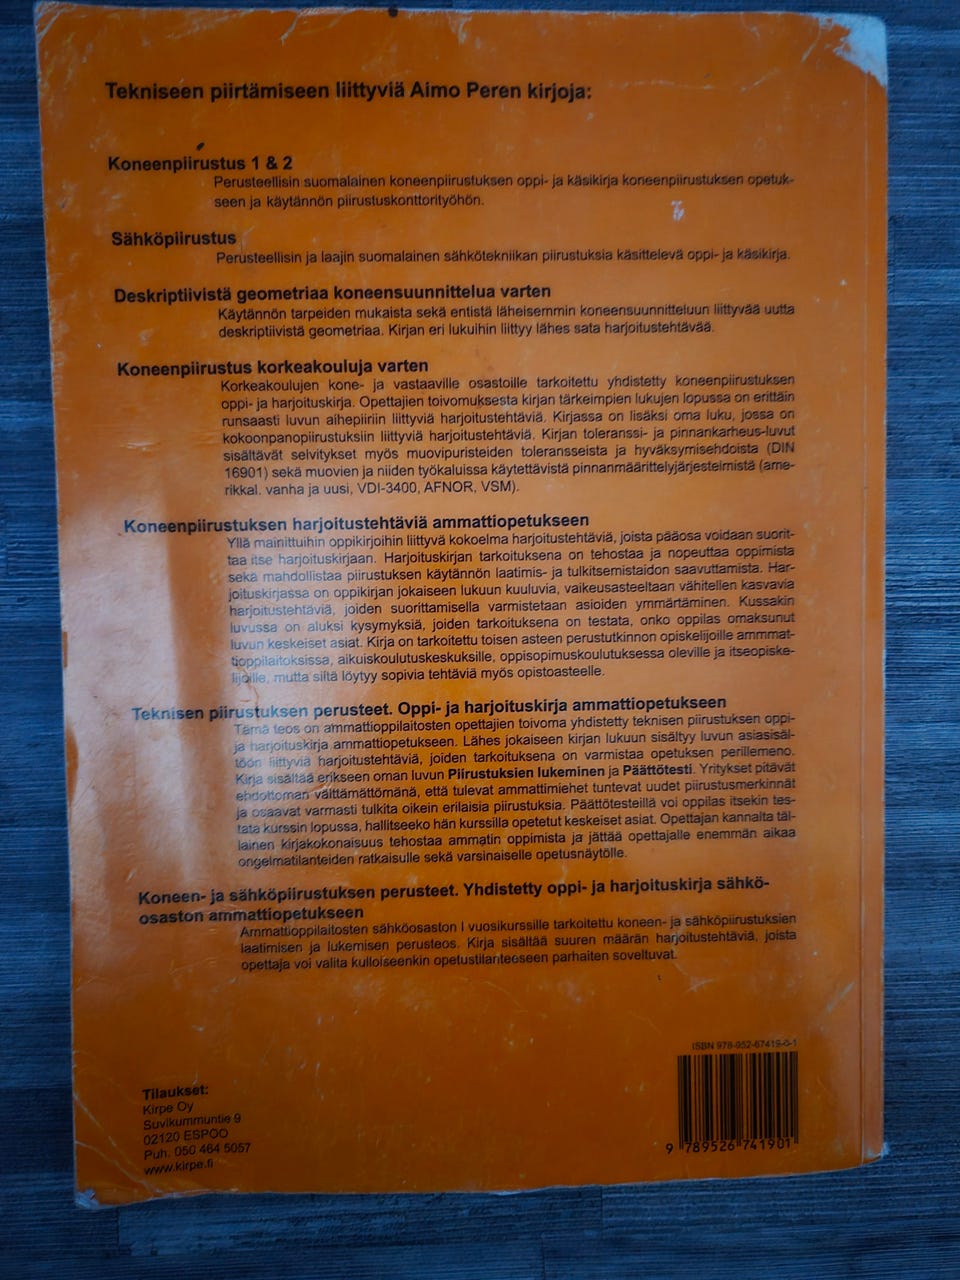 Tekniseen piirtämiseen liittyviä Aimo Peren kirjoja:
Koneenpiirustus 1 & 2
Perusteellisin suomalainen koneenpiirustuksen oppi- ja käsikirja koneenpiirustuksen opetuk-
seen ja käytännön piirustuskonttorityöhön.
Sähköpiirustus
Perusteellisin ja laajin suomalainen sähkötekniikan piirustuksia käsittelevä oppi- ja käsikirja.
Deskriptiivistä geometriaa koneensuunnittelua varten
Käytännön tarpeiden mukaista sekä entistä läheisemmin koneensuunnitteluun liittyvää uutta
deskriptiivistä geometriaa. Kirjan eri lukuihin liittyy lähes sata harjoitustehtävää.
Koneenpiirustus korkeakouluja varten
Korkeakoulujen kone- ja vastaaville osastoille tarkoitettu yhdistetty koneenpiirustuksen
oppi- ja harjoituskirja. Opettajien toivomuksesta kirjan tärkeimpien lukujen lopussa on erittäin
runsaasti luvun aihepiiriin liittyviä harjoitustehtäviä. Kirjassa on lisäksi oma luku, jossa on
kokoonpanopiirustuksiin liittyviä harjoitustehtäviä. Kirjan toleranssi- ja pinnankarheus-luvut
sisältävät selvitykset myös muovipuristeiden toleransseista ja hyväksymisehdoista (DIN
16901) sekä muovien ja niiden työkaluissa käytettävistä pinnanmäärittelyjärjestelmistä (ame-
rikkal. vanha ja uusi, VDI-3400, AFNOR, VSM).
Koneenpiirustuksen harjoitustehtäviä ammattiopetukseen
Yllä mainittuihin oppikirjoihin liittyvä kokoelma harjoitustehtäviä, joista pääosa voidaan suorit-
taa itse harjoituskirjaan. Harjoituskirjan tarkoituksena on tehostaa ja nopeuttaa oppimista
sekä mahdollistaa piirustuksen käytännön laatimis- ja tulkitsemistaidon saavuttamista. Har-
joituskirjassa on oppikirjan jokaiseen lukuun kuuluvia, vaikeusasteeltaan vähitellen kasvavia
harjoitustehtäviä, joiden suorittamisella varmistetaan asioiden ymmärtäminen. Kussakin
luvussa on aluksi kysymyksiä, joiden tarkoituksena on testata, onko oppilas omaksunut
luvun keskeiset asiat. Kirja on tarkoitettu toisen asteen perustutkinnon opiskelijoille ammmat-
tioppilaitoksissa, aikuiskoulutuskeskuksille, oppisopimuskoulutuksessa oleville ja itseopiske-
lijoille, mutta siltä löytyy sopivia tehtäviä myös opistoasteelle.
Teknisen piirustuksen perusteet. Oppi- ja harjoituskirja ammattiopetukseen
Tämä teos on ammattioppilaitosten opettajien toivoma yhdistetty teknisen piirustuksen oppi-
ja harjoituskirja ammattiopetukseen. Lähes jokaiseen kirjan lukuun sisältyy luvun asiasisäl-
töön liittyviä harjoitustehtäviä, joiden tarkoituksena on varmistaa opetuksen perillemeno.
Kirja sisältää erikseen oman luvun Piirustuksien lukeminen ja Päättötesti. Yritykset pitävät
ehdottoman välttämättömänä, että tulevat ammattimiehet tuntevat uudet piirustusmerkinnät
ja osaavat varmasti tulkita oikein erilaisia piirustuksia. Päättötesteillä voi oppilas itsekin tes-
tata kurssin lopussa, hallitseeko hän kurssilla opetetut keskeiset asiat. Opettajan kannalta täl-
lainen kirjakokonaisuus tehostaa ammatin oppimista ja jättää opettajalle enemmän aikaa
ongelmatilanteiden ratkaisulle sekä varsinaiselle opetusnäytölle.
Koneen- ja sähköpiirustuksen perusteet. Yhdistetty oppi- ja harjoituskirja sähkö-
osaston ammattiopetukseen
Ammattioppilaitosten sähköosaston I vuosikurssille tarkoitettu koneen- ja sähköpiirustuksien
laatimisen ja lukemisen perusteos. Kirja sisältää suuren määrän harjoitustehtäviä, joista
opettaja voi valita kulloiseenkin opetustilanteeseen parhaiten soveltuvat.
ISBN 978-952-67419-0-1
9 789526 741901
Tilaukset:
Kirpe Oy
Suvikummuntie 9
02120 ESPOO
Puh. 050 464 5057
www.kirpe.fi